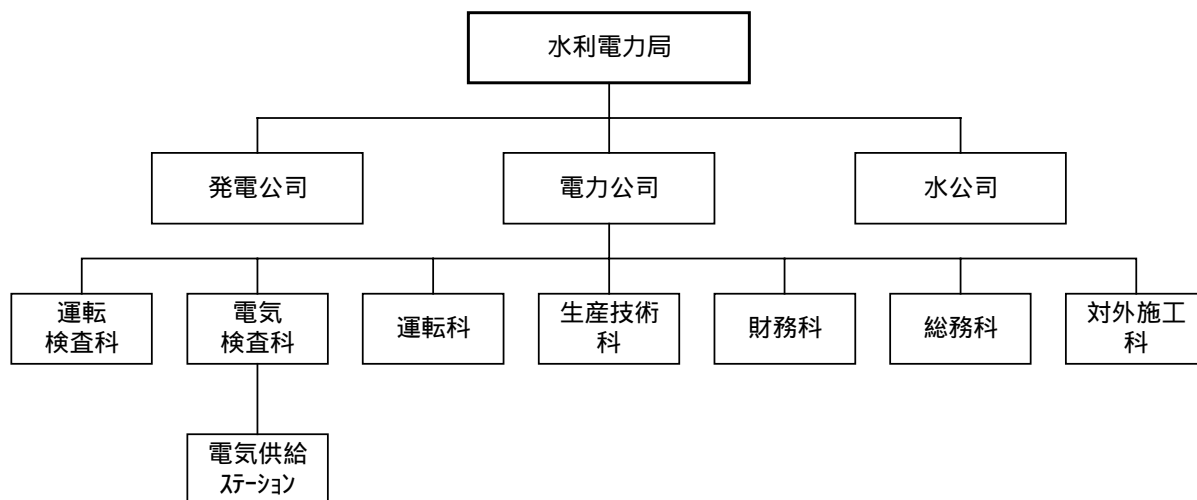 水利電力局
発電公司
電力公司
水公司
運転
検査科
電気
検査科
運転科
生産技術
科
財務科
総務科
対外施工
科
電気供給
ｽﾃｰｼｮﾝ